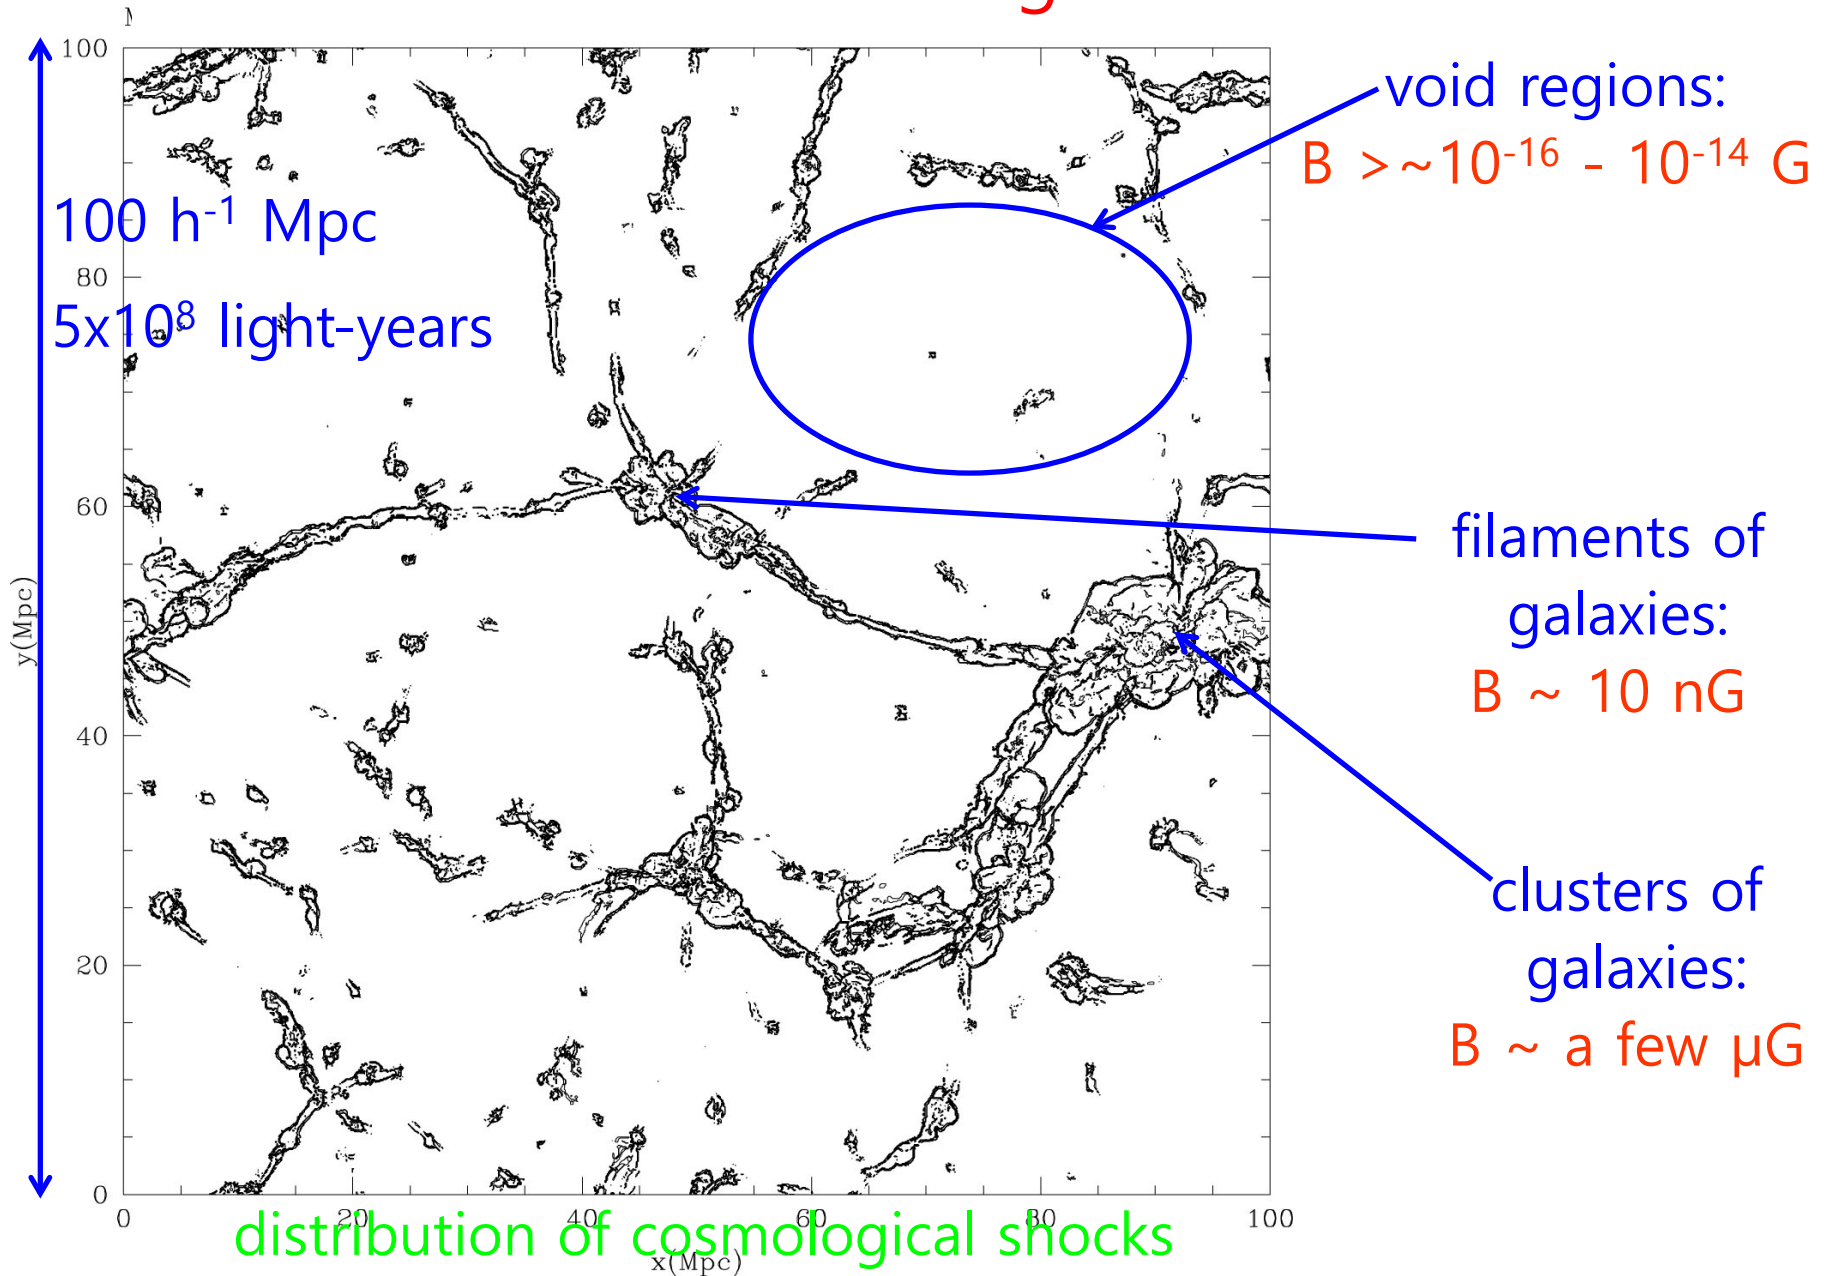 100
void regions:
B >~10⁻¹⁶ - 10⁻¹⁴ G
100 h⁻¹ Mpc
80
5x10⁸ light-years
60
filaments of
galaxies:
B ~ 10 nG
y(Mpc)
40
clusters of
galaxies:
B ~ a few µG
20
0
0 20 40 60 80 100
distribution of cosmological shocks
x(Mpc)